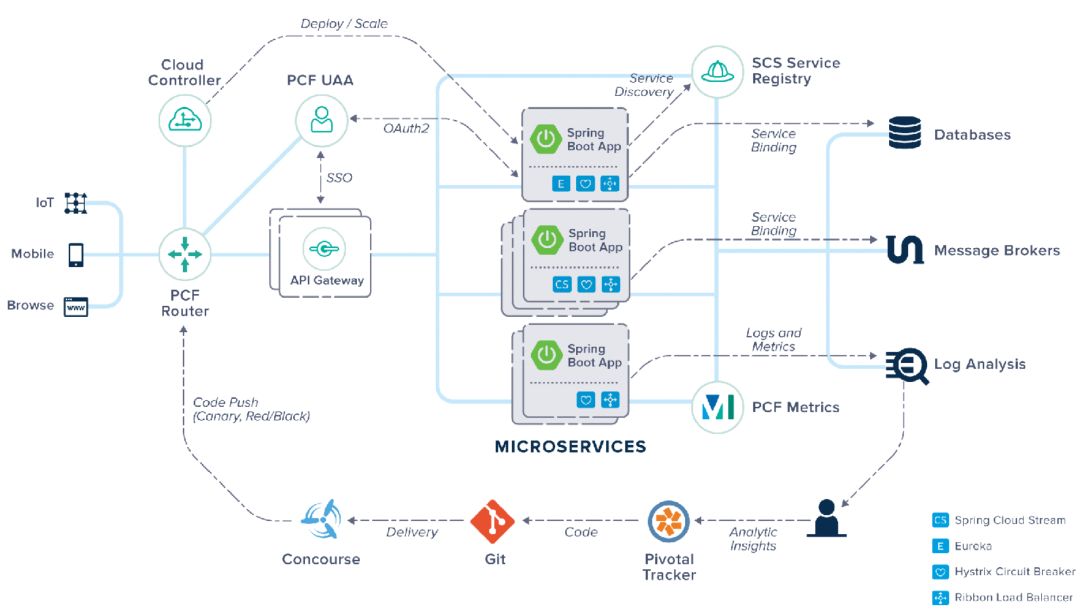 Deploy / Scale
Cloud
Controller
PCF UAA
OAuth2
SSO
Service
Discovery
SCS Service
Registry
Spring
Boot App
E
Service
Binding
Databases
IoT
Mobile
Browse
WWW
PCF
Router
API Gateway
Spring
Boot App
CS
Service
Binding
Message Brokers
Spring
Boot App
Logs and
Metrics
Log Analysis
PCF Metrics
MICROSERVICES
Code Push
(Canary, Red/Black)
Concourse
Delivery
Git
Code
Pivotal
Tracker
Analytic
Insights
CS Spring Cloud Stream
E Eureka
Hystrix Circuit Breaker
Ribbon Load Balancer